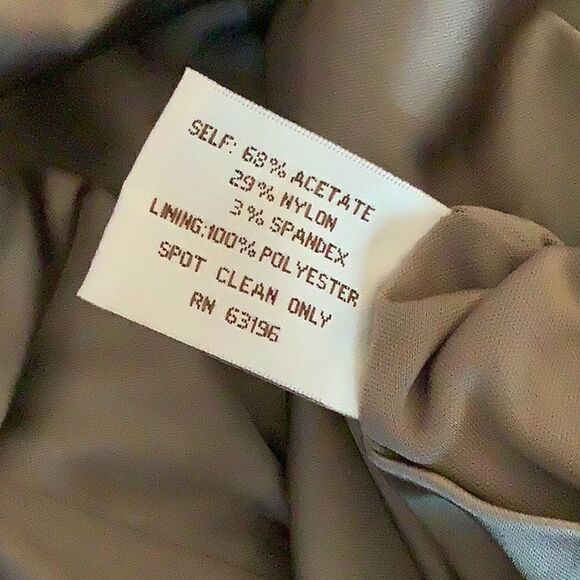 SELF: 68% ACETATE
29% NYLON
3% SPANDEX
LINING:100% POLYESTER
SPOT CLEAN ONLY
RN 63196